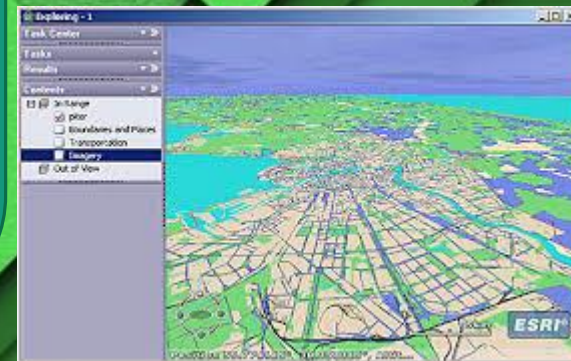 Exploring - 1
Task Center
Tasks
Results
Contents
In Range
piter
Boundaries and Places
Transportation
Imagery
Out of View
ESRI